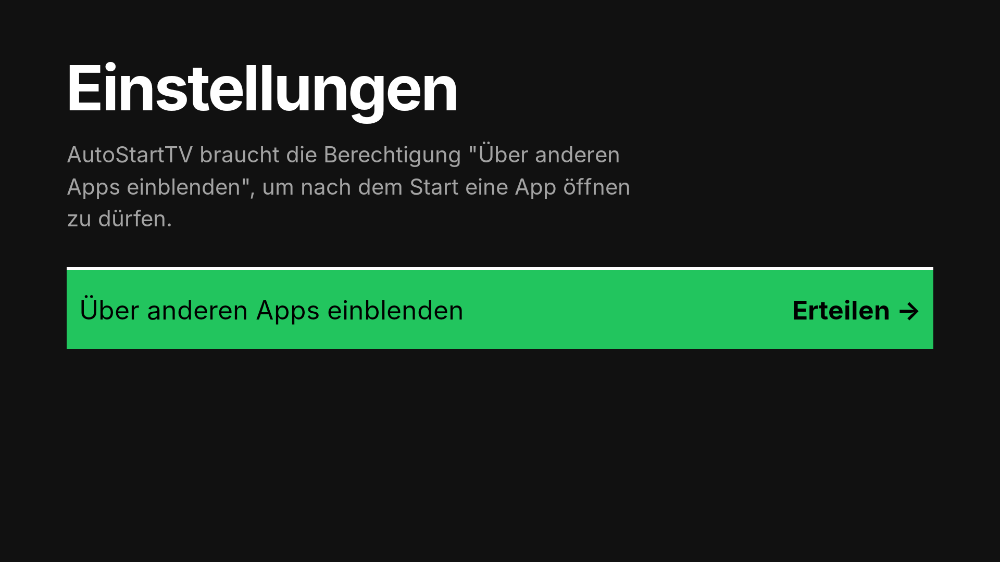 Einstellungen
AutoStartTV braucht die Berechtigung "Über anderen
Apps einblenden", um nach dem Start eine App öffnen
zu dürfen.
Über anderen Apps einblenden Erteilen →